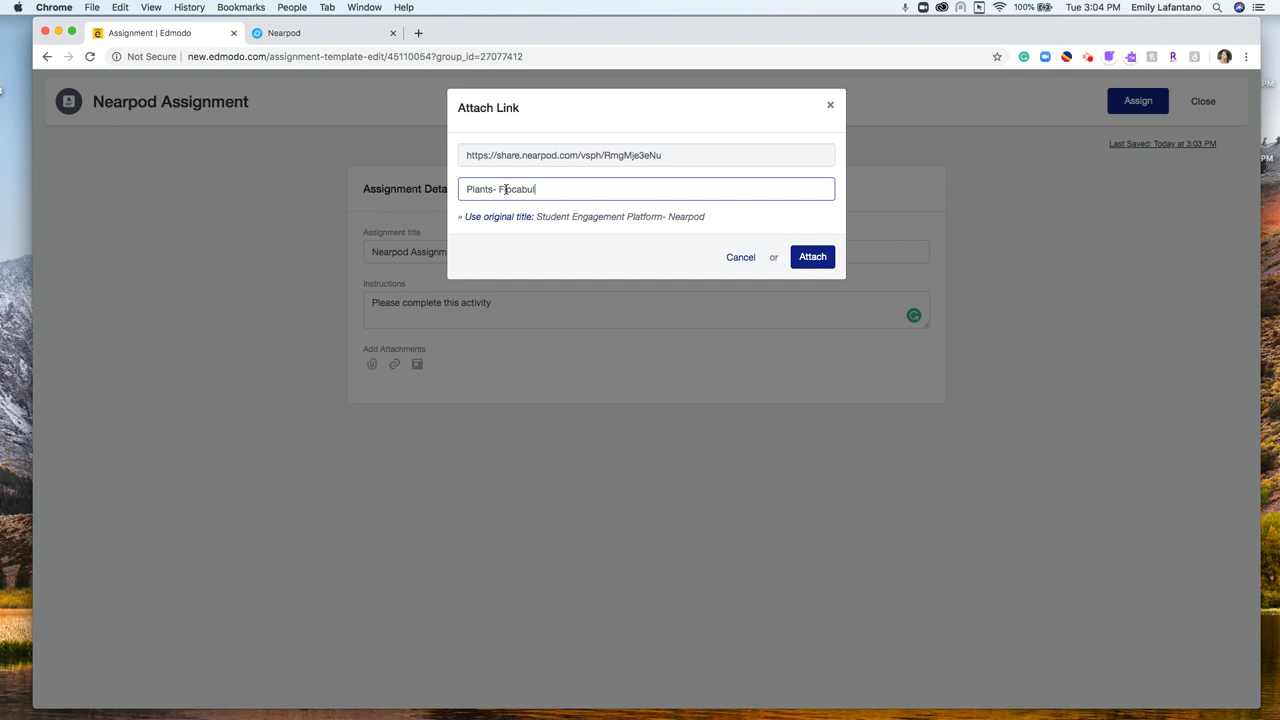 Chrome File Edit View History Bookmarks People Tab Window Help 100% Tue 3:04 PM Emily Lafantano
Assignment | Edmodo
Nearpod
Not Secure new.edmodo.com/assignment-template-edit/45110054?group_id=27077412
Nearpod Assignment
Assign
Close
Last Saved: Today at 3:03 PM
Attach Link
https://share.nearpod.com/vsph/RmgMje3eNu
Plants- Flocabul
» Use original title: Student Engagement Platform- Nearpod
Cancel or Attach
Assignment Deta
Assignment title
Nearpod Assignm
Instructions
Please complete this activity
Add Attachments
PM
PM